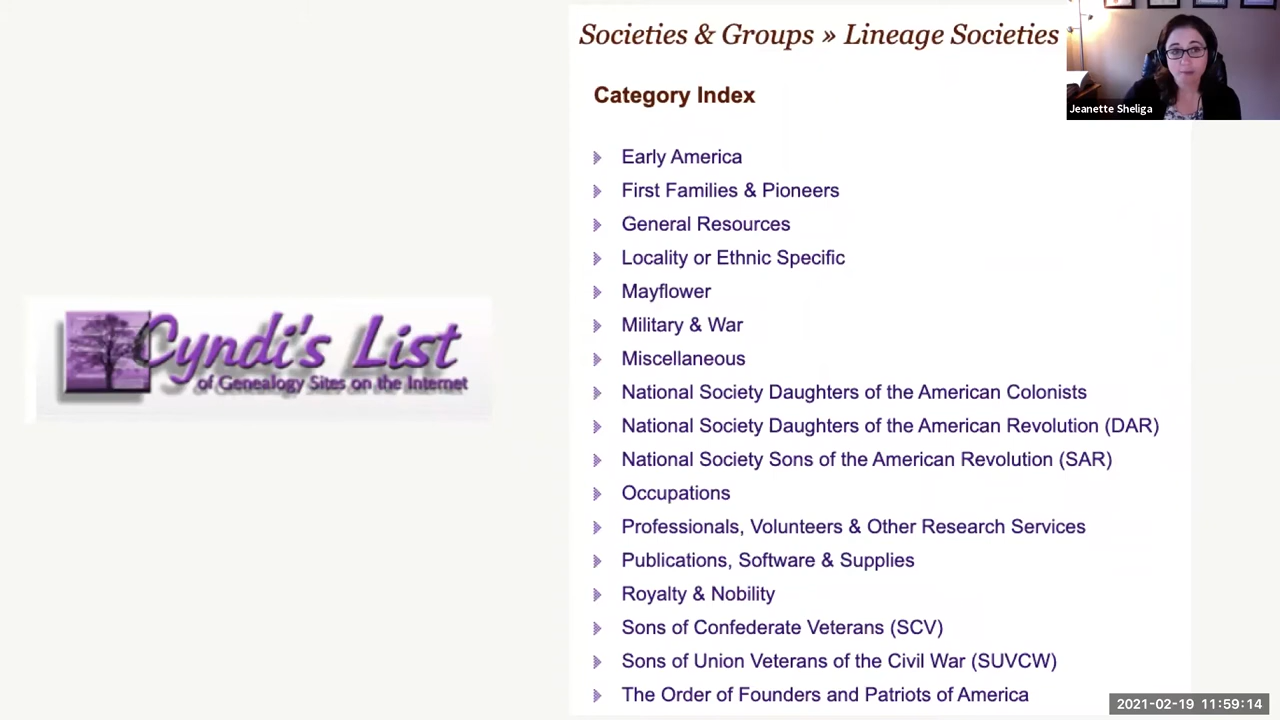 Societies & Groups » Lineage Societies
Jeanette Sheliga
Category Index
Early America
First Families & Pioneers
General Resources
Locality or Ethnic Specific
Mayflower
Military & War
Miscellaneous
National Society Daughters of the American Colonists
National Society Daughters of the American Revolution (DAR)
National Society Sons of the American Revolution (SAR)
Occupations
Professionals, Volunteers & Other Research Services
Publications, Software & Supplies
Royalty & Nobility
Sons of Confederate Veterans (SCV)
Sons of Union Veterans of the Civil War (SUVCW)
The Order of Founders and Patriots of America
Cyndi's List
of Genealogy Sites on the Internet
2021-02-19 11:59:14